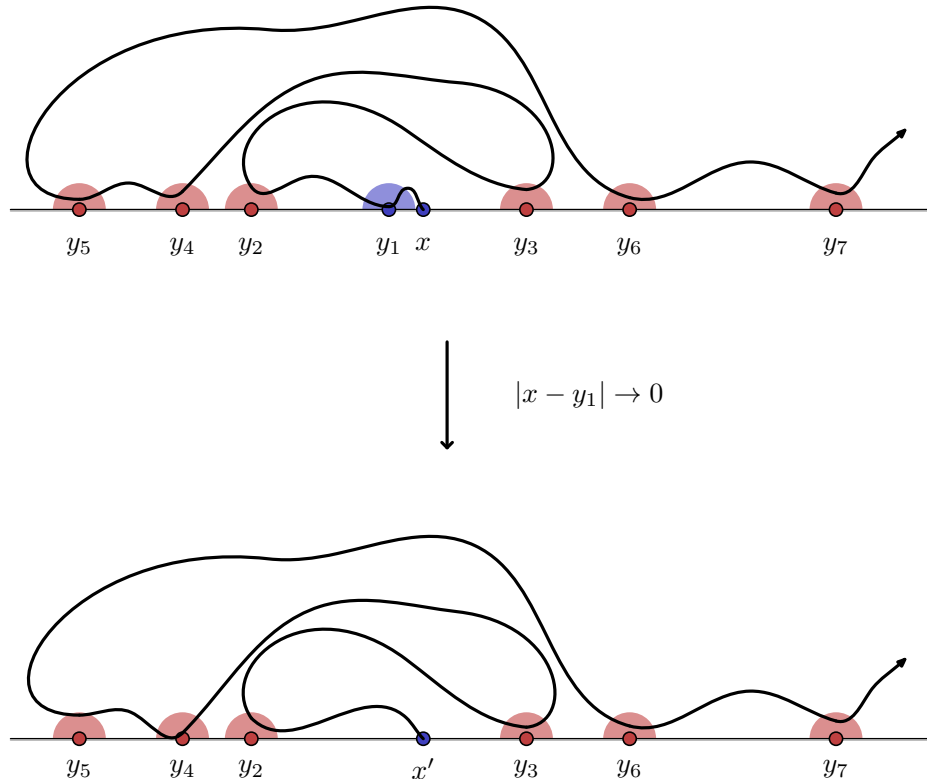 y₅ y₄ y₂ y₁ x y₃ y₆ y₇
|x − y₁| → 0
y₅ y₄ y₂ x′ y₃ y₆ y₇